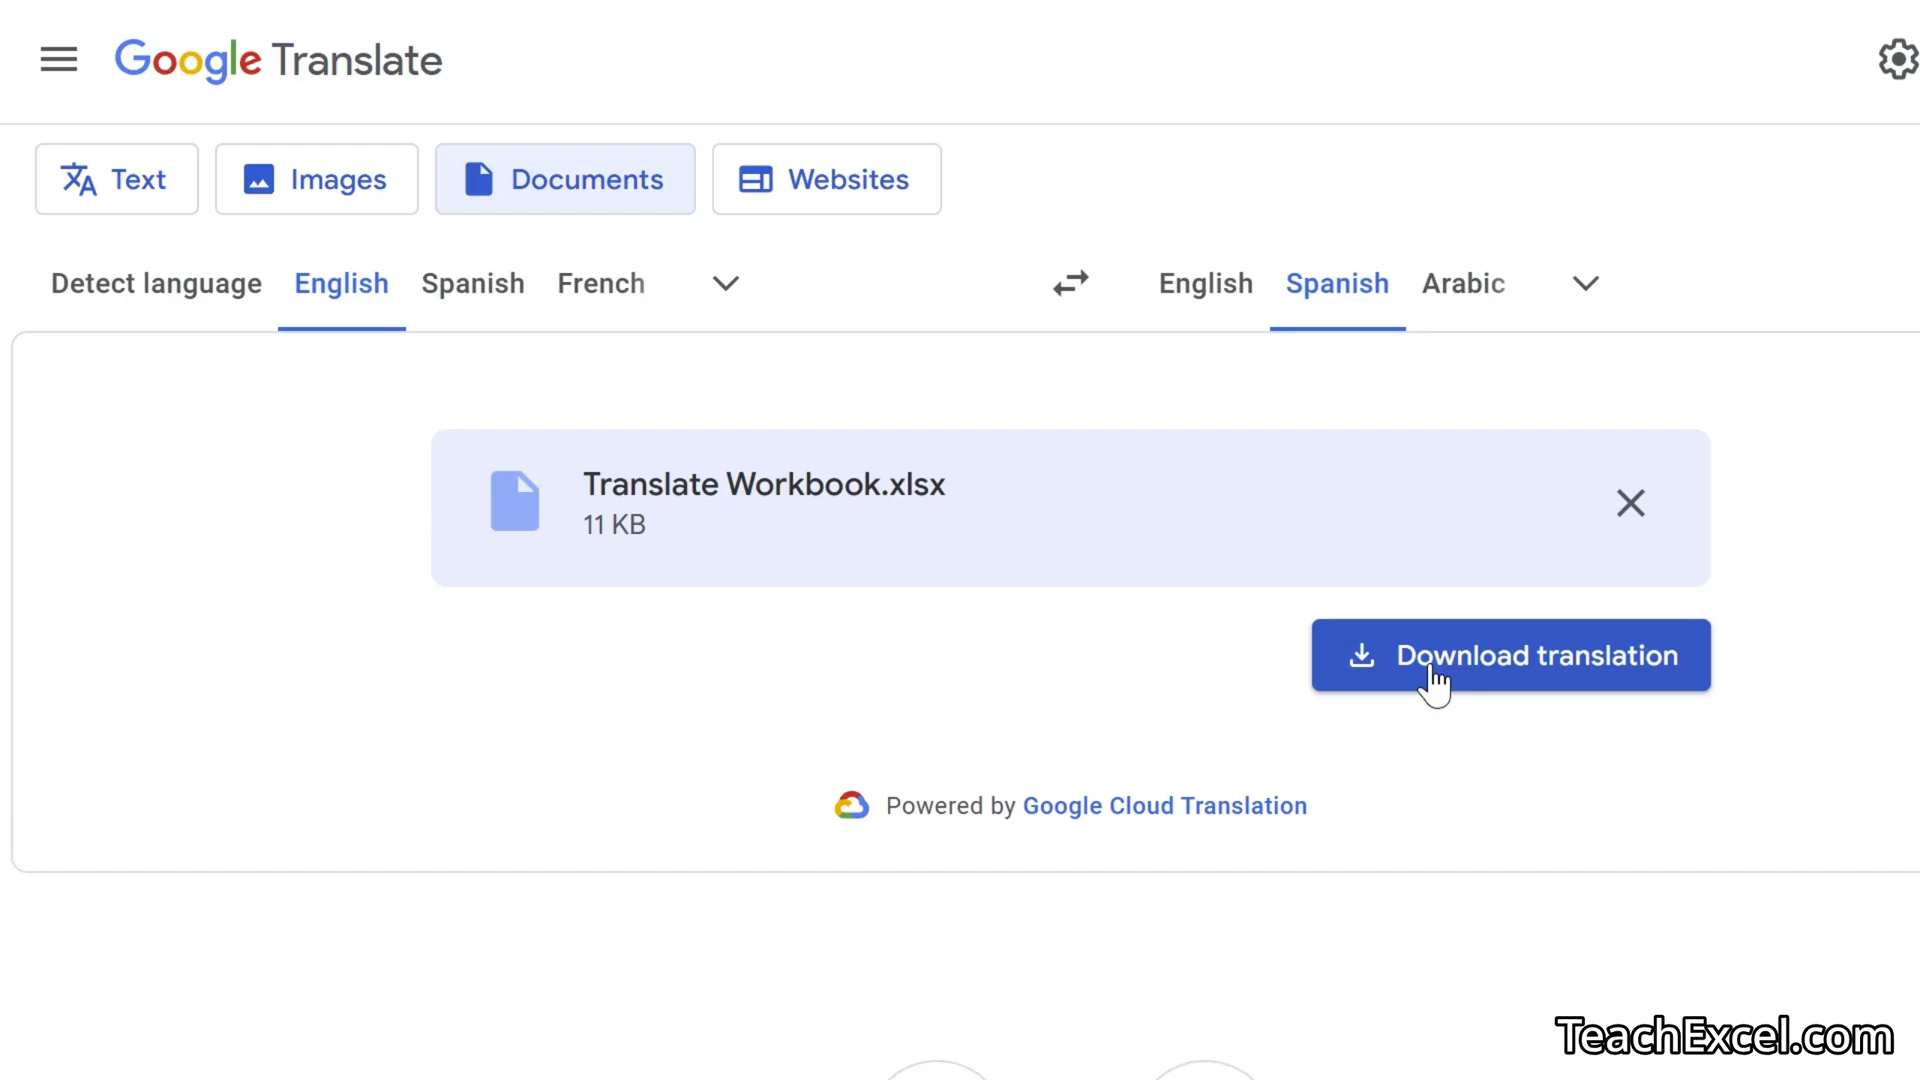 Google Translate
Text Images Documents Websites
Detect language English Spanish French English Spanish Arabic
Translate Workbook.xlsx
11 KB
Download translation
Powered by Google Cloud Translation
TeachExcel.com